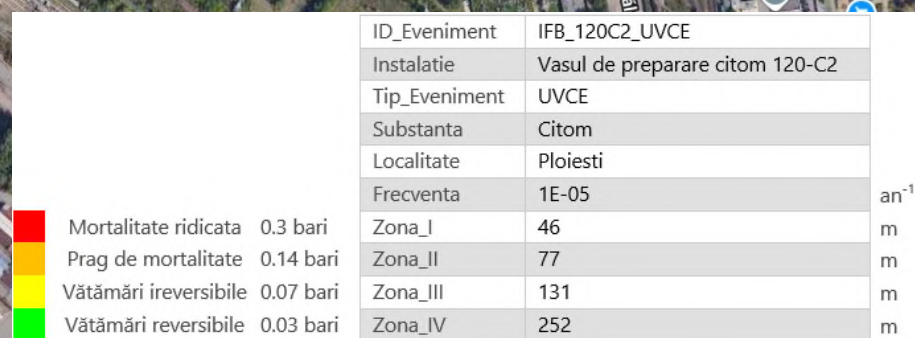 ID_Eveniment IFB_120C2_UVCE
Instalatie Vasul de preparare citom 120-C2
Tip_Eveniment UVCE
Substanta Citom
Localitate Ploiesti
Frecventa 1E-05 an-1
Mortalitate ridicata 0.3 bari Zona_I 46 m
Prag de mortalitate 0.14 bari Zona_II 77 m
Vătămări ireversibile 0.07 bari Zona_III 131 m
Vătămări reversibile 0.03 bari Zona_IV 252 m